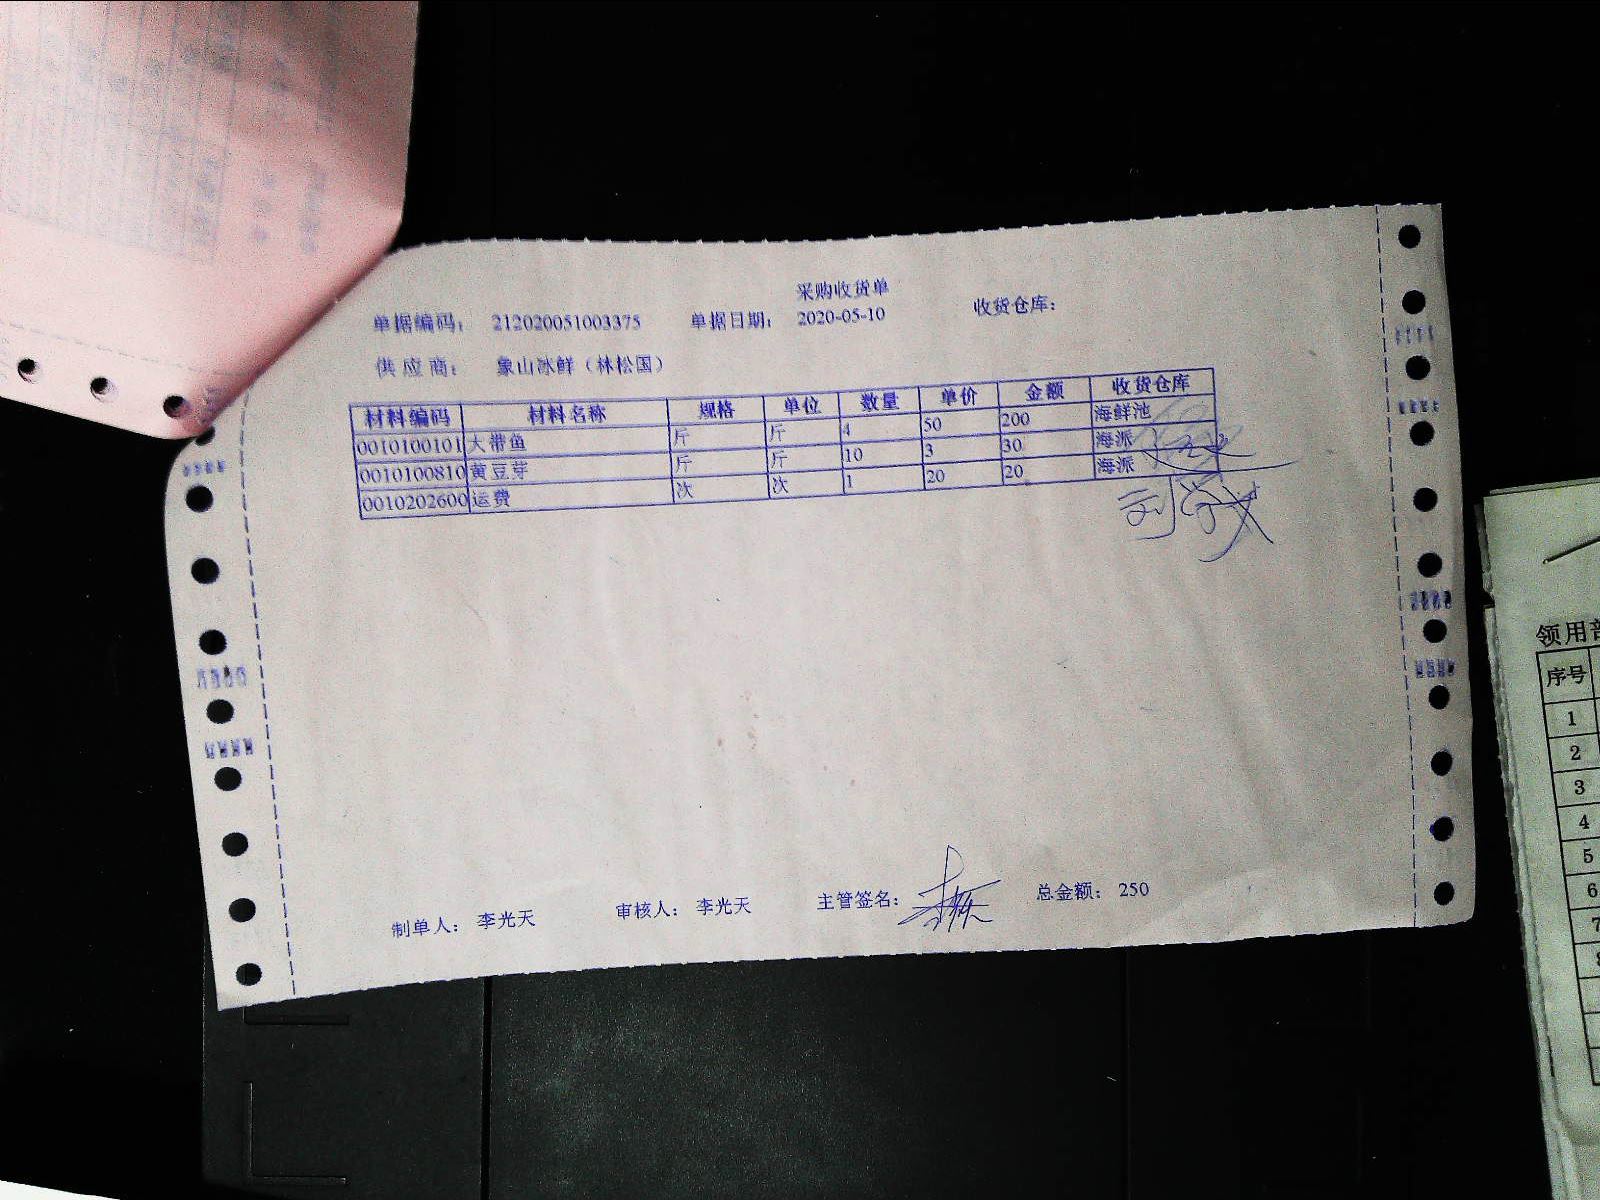 采购收货单
单据编码： 212020051003375 单据日期： 2020-05-10 收货仓库：
供应商： 象山冰鲜（林松国）
材料编码 材料名称 规格 单位 数量 单价 金额 收货仓库
0010100101 大带鱼 斤 斤 4 50 200 海鲜池
0010100810 黄豆芽 斤 斤 10 3 30 海派
0010202600 运费 次 次 1 20 20 海派
制单人： 李光天 审核人： 李光天 主管签名： 总金额： 250
领用部
序号
1
2
3
4
5
6
7
8